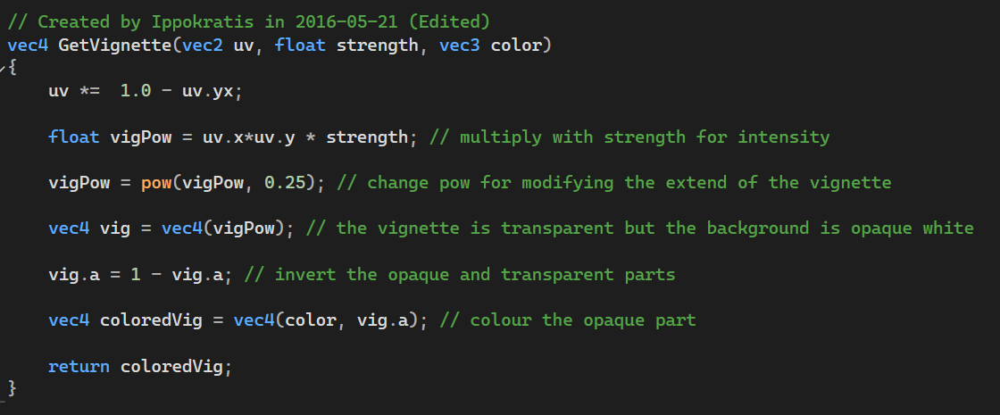 // Created by Ippokratis in 2016-05-21 (Edited)
vec4 GetVignette(vec2 uv, float strength, vec3 color)
{
    uv *=  1.0 - uv.yx;
    float vigPow = uv.x*uv.y * strength; // multiply with strength for intensity
    vigPow = pow(vigPow, 0.25); // change pow for modifying the extend of the vignette
    vec4 vig = vec4(vigPow); // the vignette is transparent but the background is opaque white
    vig.a = 1 - vig.a; // invert the opaque and transparent parts
    vec4 coloredVig = vec4(color, vig.a); // colour the opaque part
    return coloredVig;
}